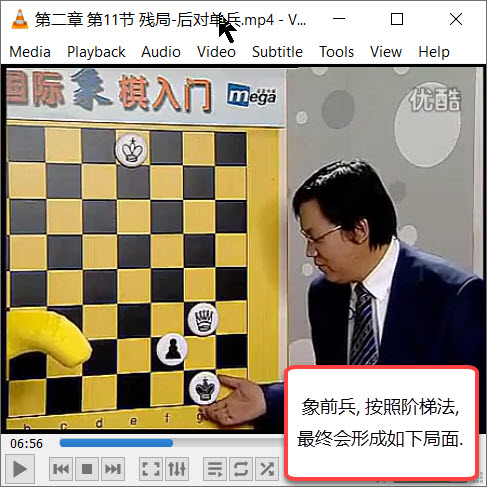 第二章 第11节 残局-后对单兵.mp4 - V...
Media Playback Audio Video Subtitle Tools View Help
国际象棋入门
mega
优酷
b c d e f g
象前兵, 按照阶梯法,
最终会形成如下局面.
06:56